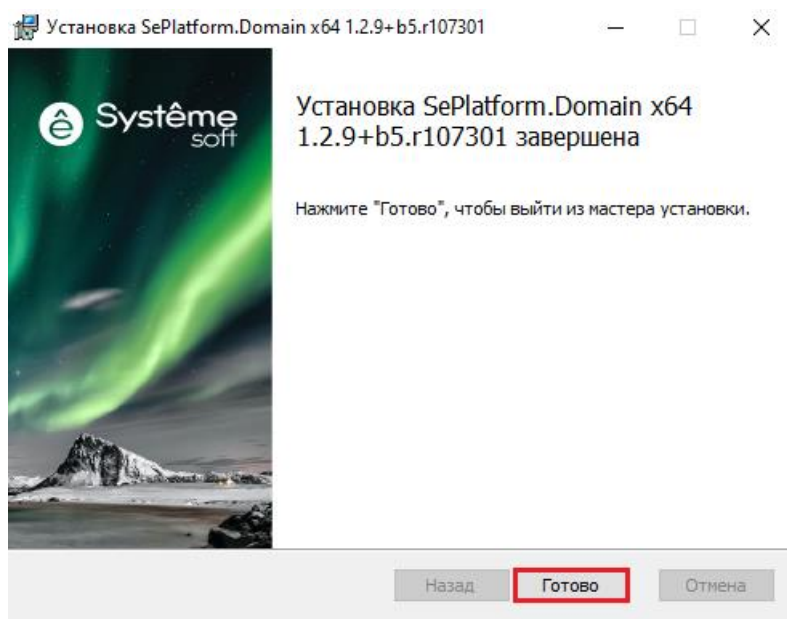 Установка SePlatform.Domain x64 1.2.9+b5.r107301
ê Système
soft
Установка SePlatform.Domain x64
1.2.9+b5.r107301 завершена
Нажмите "Готово", чтобы выйти из мастера установки.
Назад Готово Отмена